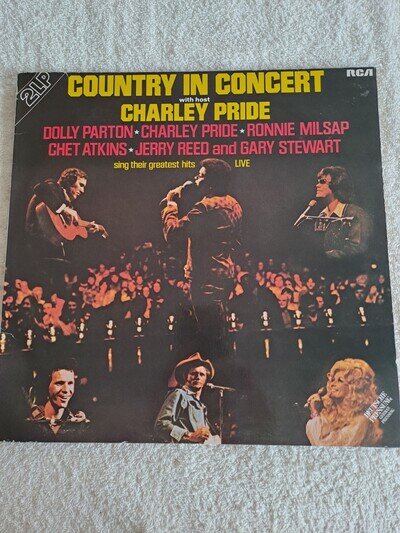 2LP
RCA
COUNTRY IN CONCERT
with host
CHARLEY PRIDE
DOLLY PARTON★CHARLEY PRIDE★RONNIE MILSAP
CHET ATKINS★JERRY REED and GARY STEWART
sing their greatest hits LIVE